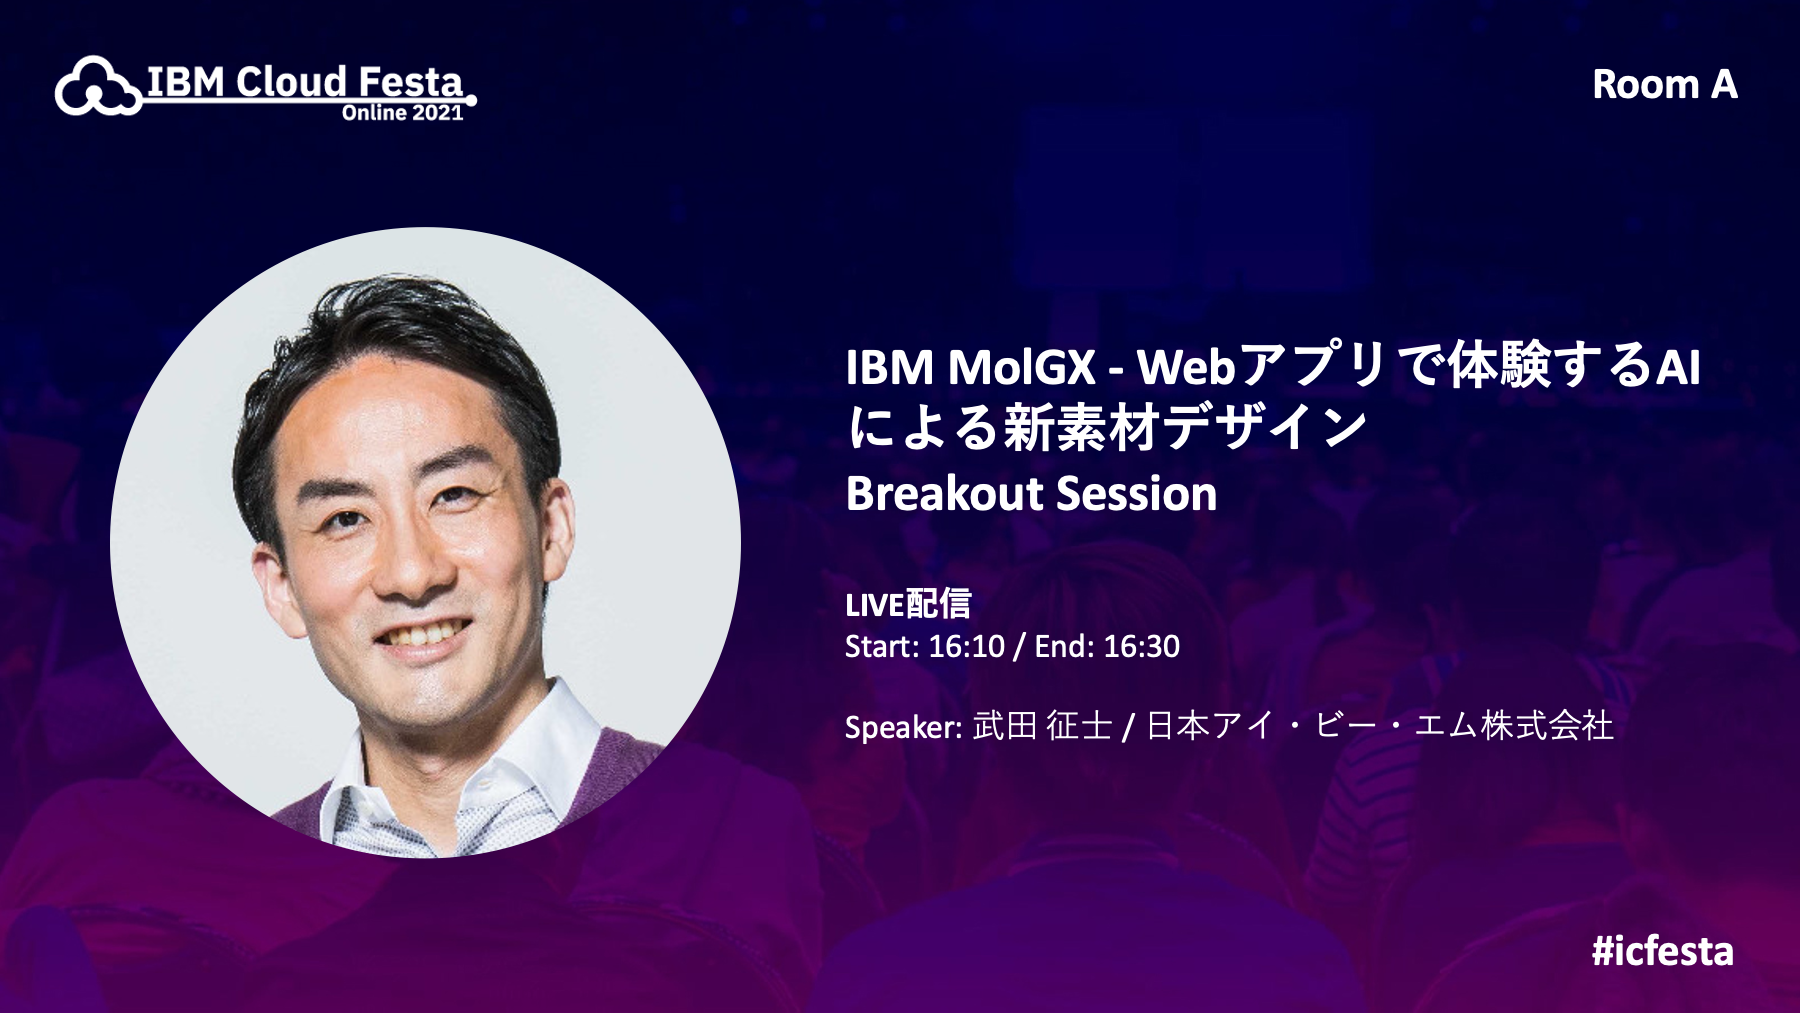 IBM Cloud Festa
Online 2021
Room A
IBM MolGX - Webアプリで体験するAI
による新素材デザイン
Breakout Session
LIVE配信
Start: 16:10 / End: 16:30
Speaker: 武田 征士 / 日本アイ・ビー・エム株式会社
#icfesta